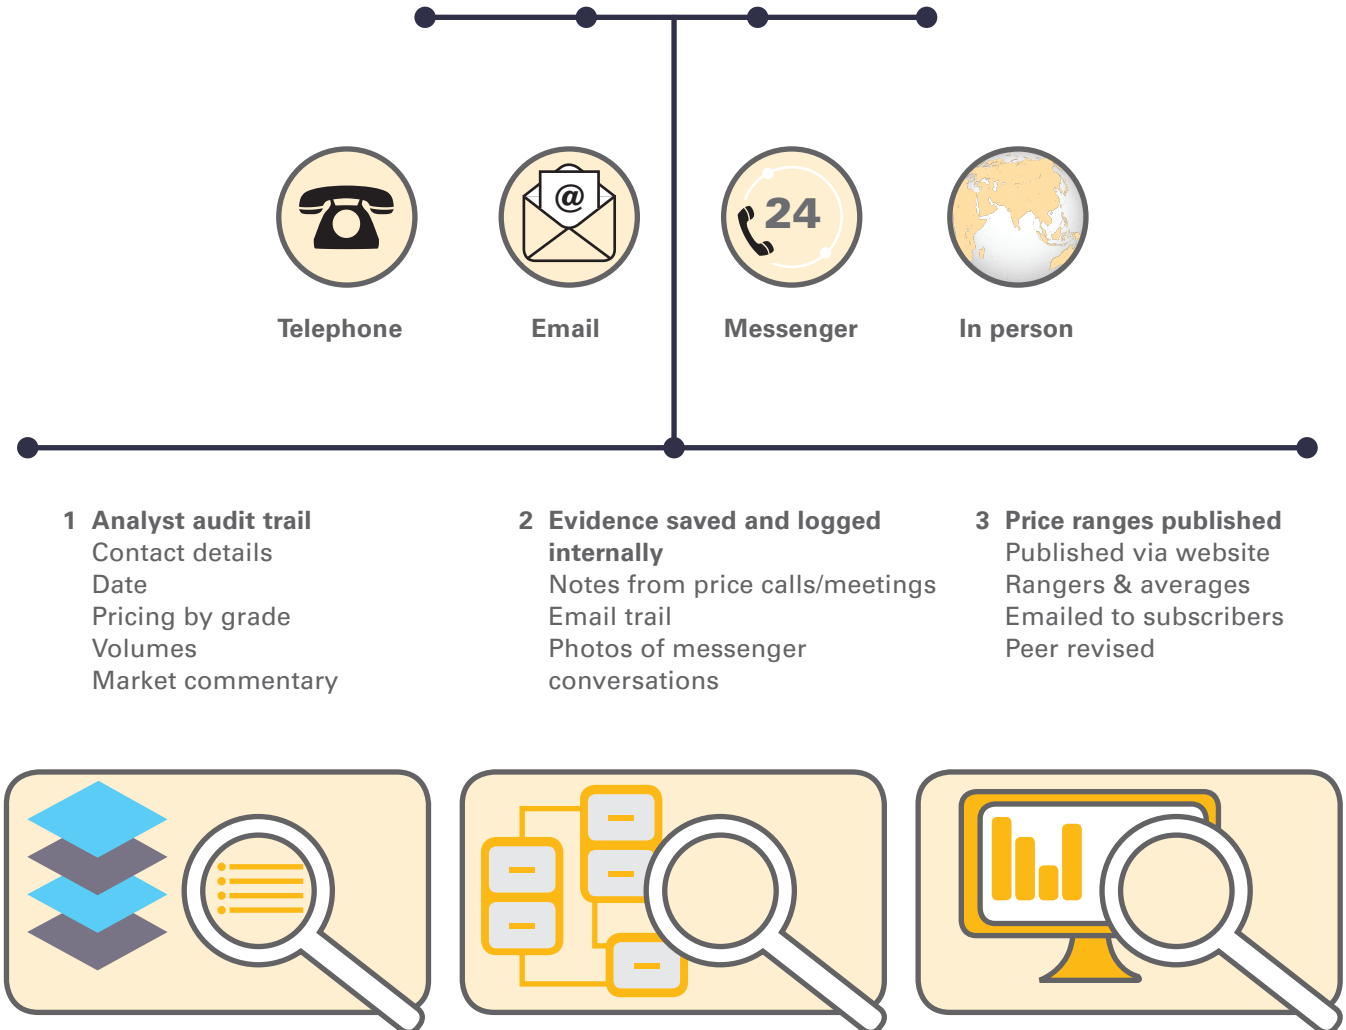 @
24
Telephone
Email
Messenger
In person
1 Analyst audit trail
Contact details
Date
Pricing by grade
Volumes
Market commentary
2 Evidence saved and logged
internally
Notes from price calls/meetings
Email trail
Photos of messenger
conversations
3 Price ranges published
Published via website
Rangers & averages
Emailed to subscribers
Peer revised